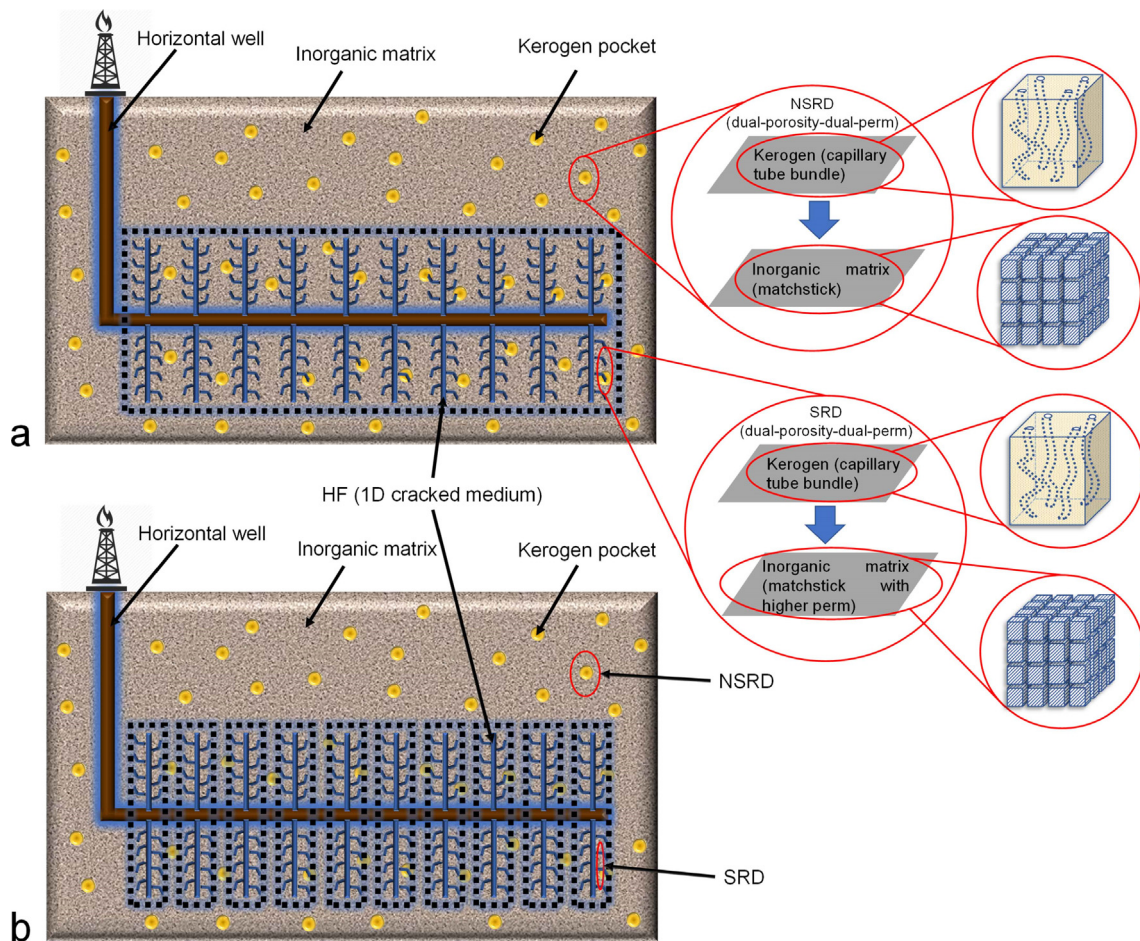 Horizontal well
Inorganic matrix
Kerogen pocket
NSRD
(dual-porosity-dual-perm)
Kerogen (capillary
tube bundle)
Inorganic matrix
(matchstick)
a
SRD
(dual-porosity-dual-perm)
Kerogen (capillary
tube bundle)
Inorganic matrix
(matchstick with
higher perm)
HF (1D cracked medium)
Horizontal well
Inorganic matrix
Kerogen pocket
NSRD
SRD
b